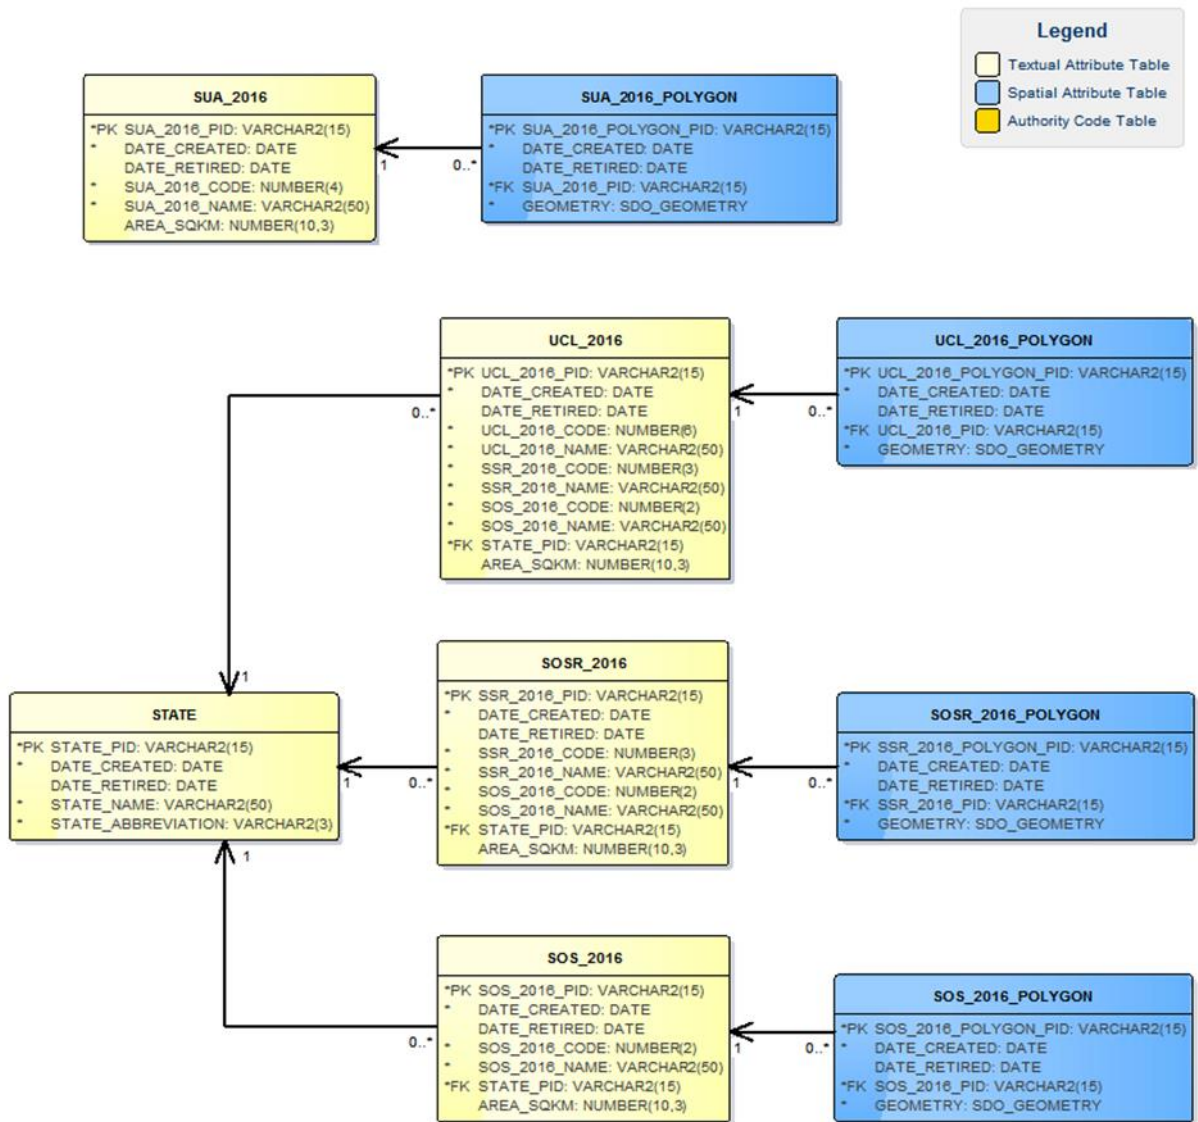 Legend
Textual Attribute Table
Spatial Attribute Table
Authority Code Table
SUA_2016
*PK SUA_2016_PID: VARCHAR2(15)
* DATE_CREATED: DATE
DATE_RETIRED: DATE
* SUA_2016_CODE: NUMBER(4)
* SUA_2016_NAME: VARCHAR2(50)
AREA_SQKM: NUMBER(10,3)
1
0..*
SUA_2016_POLYGON
*PK SUA_2016_POLYGON_PID: VARCHAR2(15)
* DATE_CREATED: DATE
DATE_RETIRED: DATE
*FK SUA_2016_PID: VARCHAR2(15)
* GEOMETRY: SDO_GEOMETRY
UCL_2016
*PK UCL_2016_PID: VARCHAR2(15)
* DATE_CREATED: DATE
DATE_RETIRED: DATE
* UCL_2016_CODE: NUMBER(6)
* UCL_2016_NAME: VARCHAR2(50)
* SSR_2016_CODE: NUMBER(3)
* SSR_2016_NAME: VARCHAR2(50)
* SOS_2016_CODE: NUMBER(2)
* SOS_2016_NAME: VARCHAR2(50)
*FK STATE_PID: VARCHAR2(15)
AREA_SQKM: NUMBER(10,3)
0..*
1
0..*
UCL_2016_POLYGON
*PK UCL_2016_POLYGON_PID: VARCHAR2(15)
* DATE_CREATED: DATE
DATE_RETIRED: DATE
*FK UCL_2016_PID: VARCHAR2(15)
* GEOMETRY: SDO_GEOMETRY
1
STATE
*PK STATE_PID: VARCHAR2(15)
* DATE_CREATED: DATE
DATE_RETIRED: DATE
* STATE_NAME: VARCHAR2(50)
* STATE_ABBREVIATION: VARCHAR2(3)
1
0..*
SOSR_2016
*PK SSR_2016_PID: VARCHAR2(15)
* DATE_CREATED: DATE
DATE_RETIRED: DATE
* SSR_2016_CODE: NUMBER(3)
* SSR_2016_NAME: VARCHAR2(50)
* SOS_2016_CODE: NUMBER(2)
* SOS_2016_NAME: VARCHAR2(50)
*FK STATE_PID: VARCHAR2(15)
AREA_SQKM: NUMBER(10,3)
1
0..*
SOSR_2016_POLYGON
*PK SSR_2016_POLYGON_PID: VARCHAR2(15)
* DATE_CREATED: DATE
DATE_RETIRED: DATE
*FK SSR_2016_PID: VARCHAR2(15)
* GEOMETRY: SDO_GEOMETRY
1
0..*
SOS_2016
*PK SOS_2016_PID: VARCHAR2(15)
* DATE_CREATED: DATE
DATE_RETIRED: DATE
* SOS_2016_CODE: NUMBER(2)
* SOS_2016_NAME: VARCHAR2(50)
*FK STATE_PID: VARCHAR2(15)
AREA_SQKM: NUMBER(10,3)
1
0..*
SOS_2016_POLYGON
*PK SOS_2016_POLYGON_PID: VARCHAR2(15)
* DATE_CREATED: DATE
DATE_RETIRED: DATE
*FK SOS_2016_PID: VARCHAR2(15)
* GEOMETRY: SDO_GEOMETRY